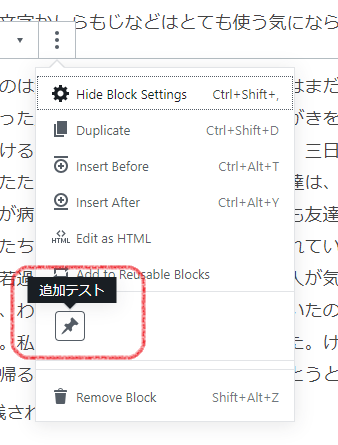 文字かしらもじなどはとても使う気になら
のは はまだ
Hide Block Settings Ctrl+Shift+,
った がきを
Duplicate Ctrl+Shift+D
ける 。三日
Insert Before Ctrl+Alt+T
たた 達は、
Insert After Ctrl+Alt+Y
が病 も友達
HTML Edit as HTML
たち れてい
Add to Reusable Blocks
若過 人が気
追加テスト
、わ いたの
。私 た。け
帰る とうと
Remove Block Shift+Alt+Z
残され